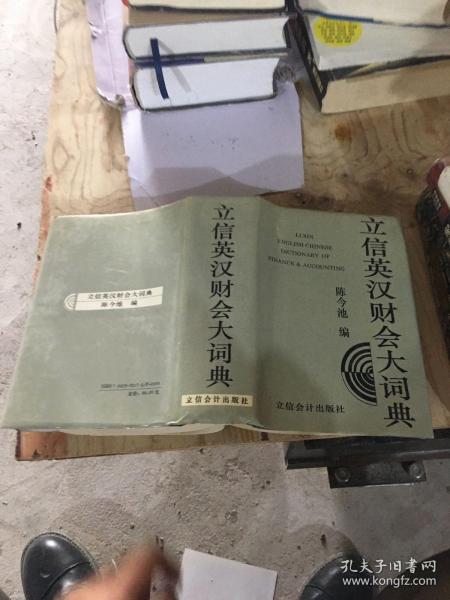 立信英汉财会大词典
陈今池 编
立信英汉财会大词典
立信会计出版社
LIXIN
ENGLISH-CHINESE
DICTIONARY OF
FINANCE & ACCOUNTING
立信英汉财会大词典
陈今池 编
立信会计出版社
孔夫子旧书网
www.kongfz.com